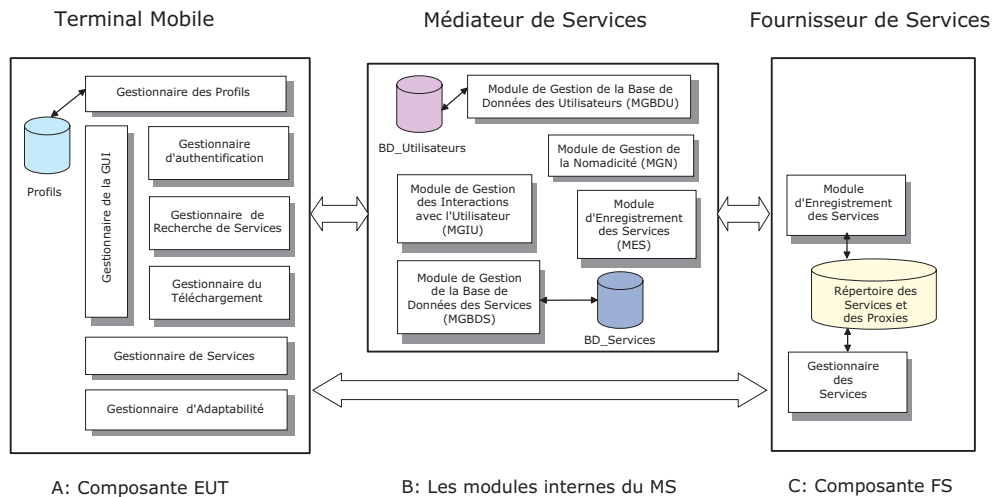 Terminal Mobile
Médiateur de Services
Fournisseur de Services
Gestionnaire des Profils
Profils
Gestionnaire de la GUI
Gestionnaire
d'authentification
Gestionnaire de
Recherche de Services
Gestionnaire du
Téléchargement
Gestionnaire de Services
Gestionnaire d'Adaptabilité
BD_Utilisateurs
Module de Gestion de la Base de
Données des Utilisateurs (MGBDU)
Module de Gestion de
la Nomadicité (MGN)
Module de Gestion
des Interactions
avec l'Utilisateur
(MGIU)
Module
d'Enregistrement
des Services
(MES)
Module de Gestion
de la Base de
Données des Services
(MGBDS)
BD_Services
Module
d'Enregistrement
des Services
Répertoire des
Services et
des Proxies
Gestionnaire
des
Services
A: Composante EUT
B: Les modules internes du MS
C: Composante FS